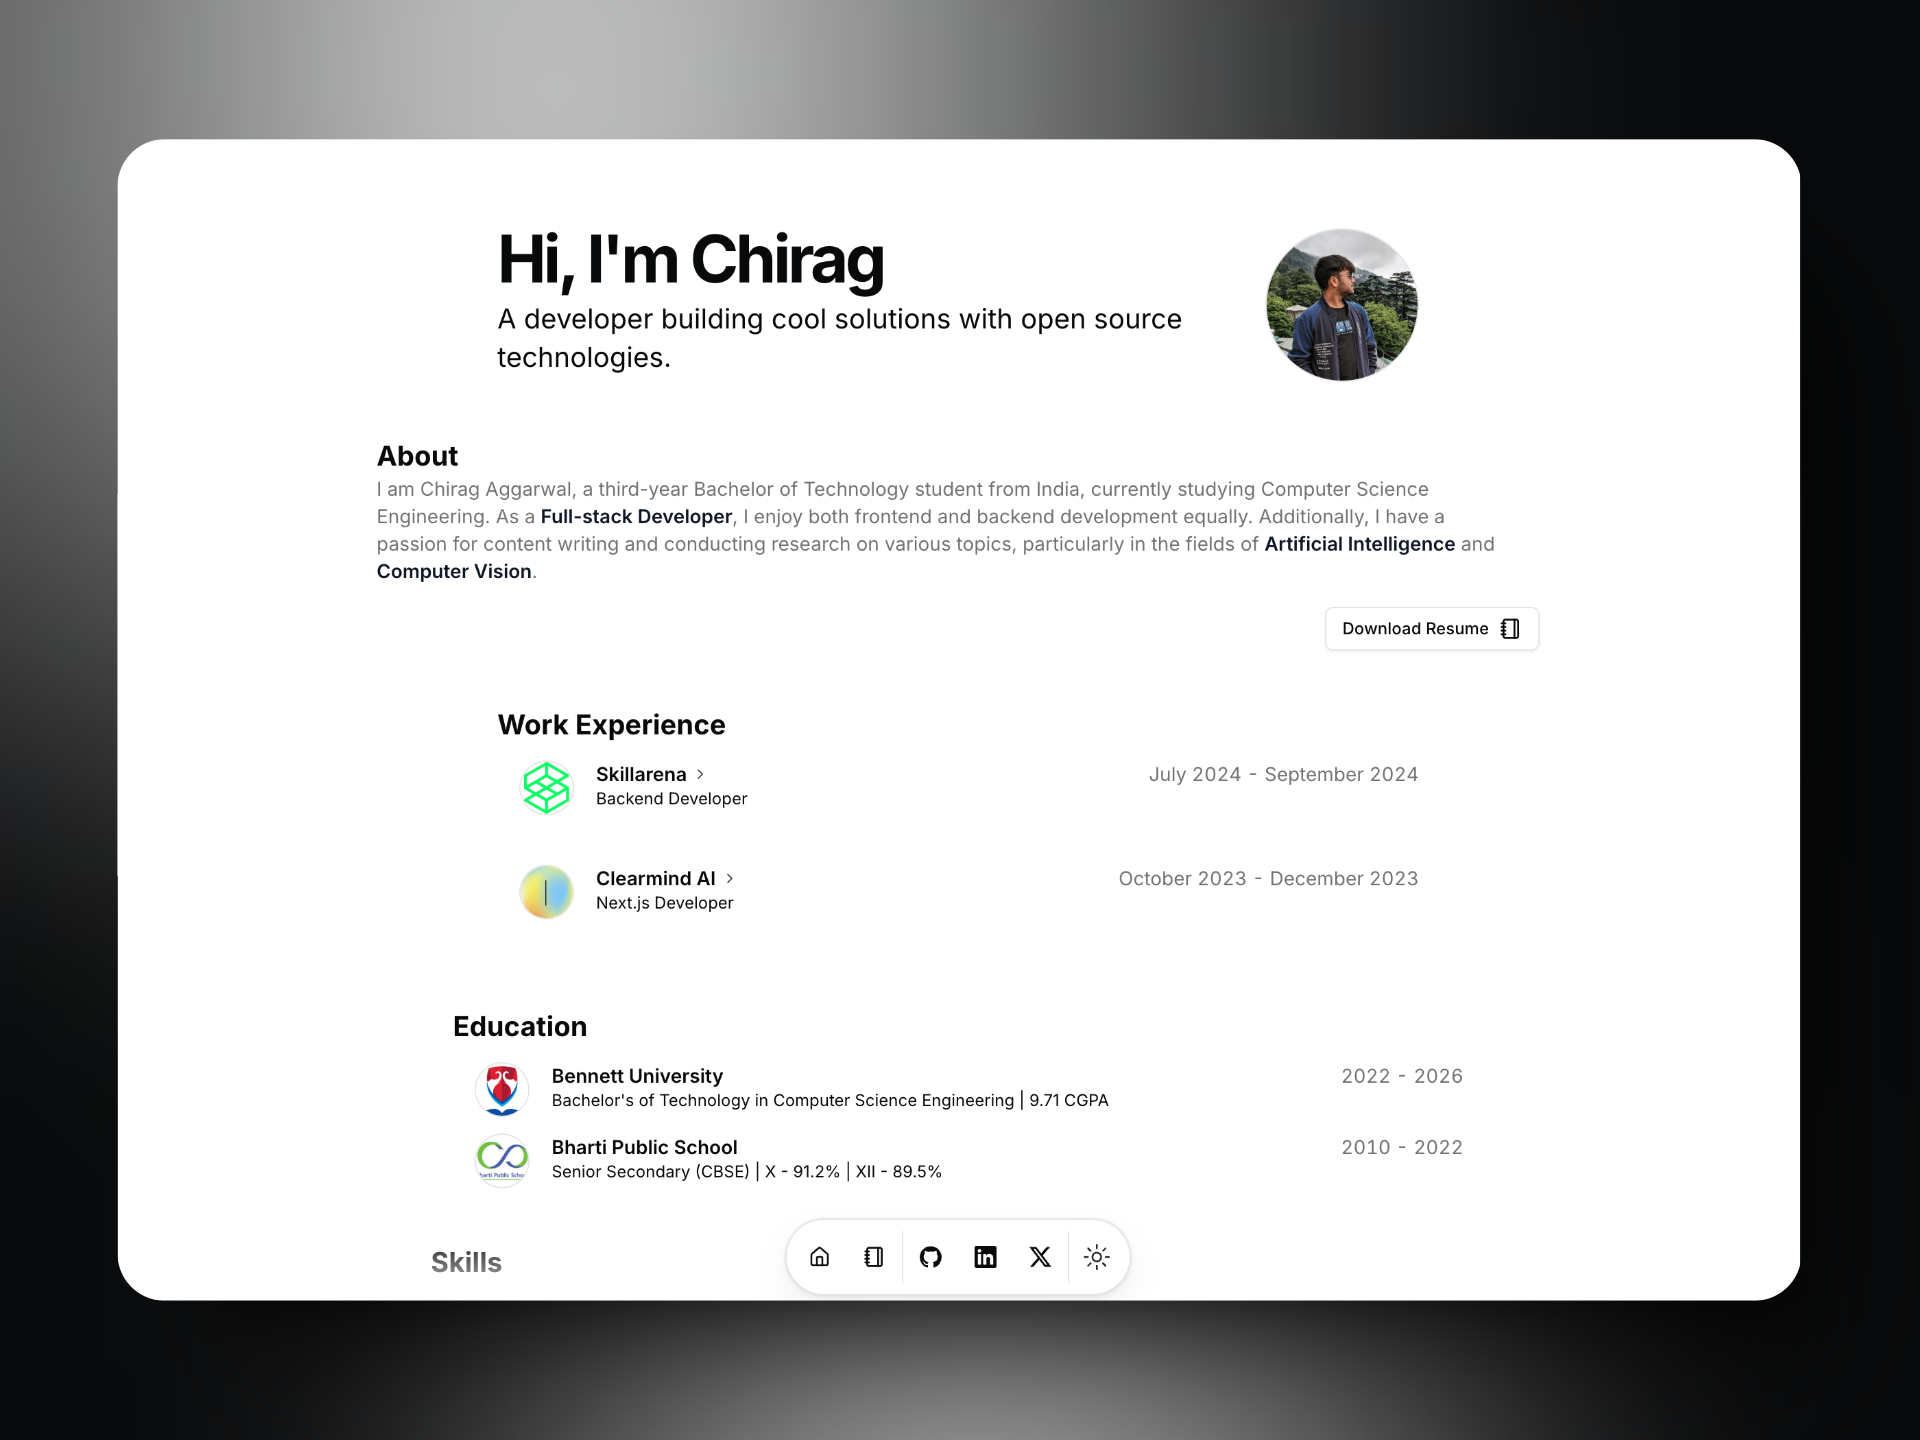 Hi, I'm Chirag
A developer building cool solutions with open source
technologies.
About
I am Chirag Aggarwal, a third-year Bachelor of Technology student from India, currently studying Computer Science
Engineering. As a Full-stack Developer, I enjoy both frontend and backend development equally. Additionally, I have a
passion for content writing and conducting research on various topics, particularly in the fields of Artificial Intelligence and
Computer Vision.
Download Resume
Work Experience
Skillarena
July 2024 - September 2024
Backend Developer
Clearmind AI
October 2023 - December 2023
Next.js Developer
Education
Bennett University
2022 - 2026
Bachelor's of Technology in Computer Science Engineering | 9.71 CGPA
Bharti Public School
2010 - 2022
Senior Secondary (CBSE) | X - 91.2% | XII - 89.5%
Skills